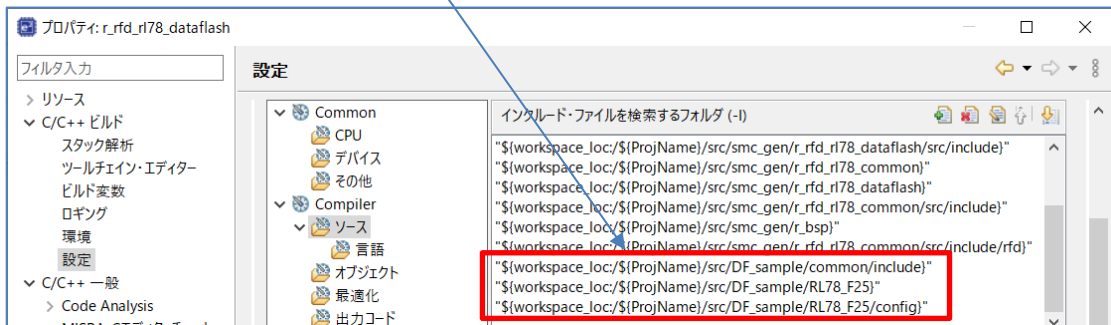 プロパティ: r_rfd_rl78_dataflash
フィルタ入力
設定
> リソース
C/C++ ビルド
スタック解析
ツールチェイン・エディター
ビルド変数
ロギング
環境
設定
C/C++ 一般
> Code Analysis
Common
CPU
デバイス
その他
Compiler
ソース
言語
オブジェクト
最適化
出力コード
インクルード・ファイルを検索するフォルダ (-I)
"${workspace_loc:/${ProjName}/src/smc_gen/r_rfd_rl78_dataflash/src/include}"
"${workspace_loc:/${ProjName}/src/smc_gen/r_rfd_rl78_common}"
"${workspace_loc:/${ProjName}/src/smc_gen/r_rfd_rl78_dataflash}"
"${workspace_loc:/${ProjName}/src/smc_gen/r_rfd_rl78_common/src/include}"
"${workspace_loc:/${ProjName}/src/smc_gen/r_bsp}"
"${workspace_loc:/${ProjName}/src/smc_gen/r_rfd_rl78_common/src/include/rfd}"
"${workspace_loc:/${ProjName}/src/DF_sample/common/include}"
"${workspace_loc:/${ProjName}/src/DF_sample/RL78_F25}"
"${workspace_loc:/${ProjName}/src/DF_sample/RL78_F25/config}"